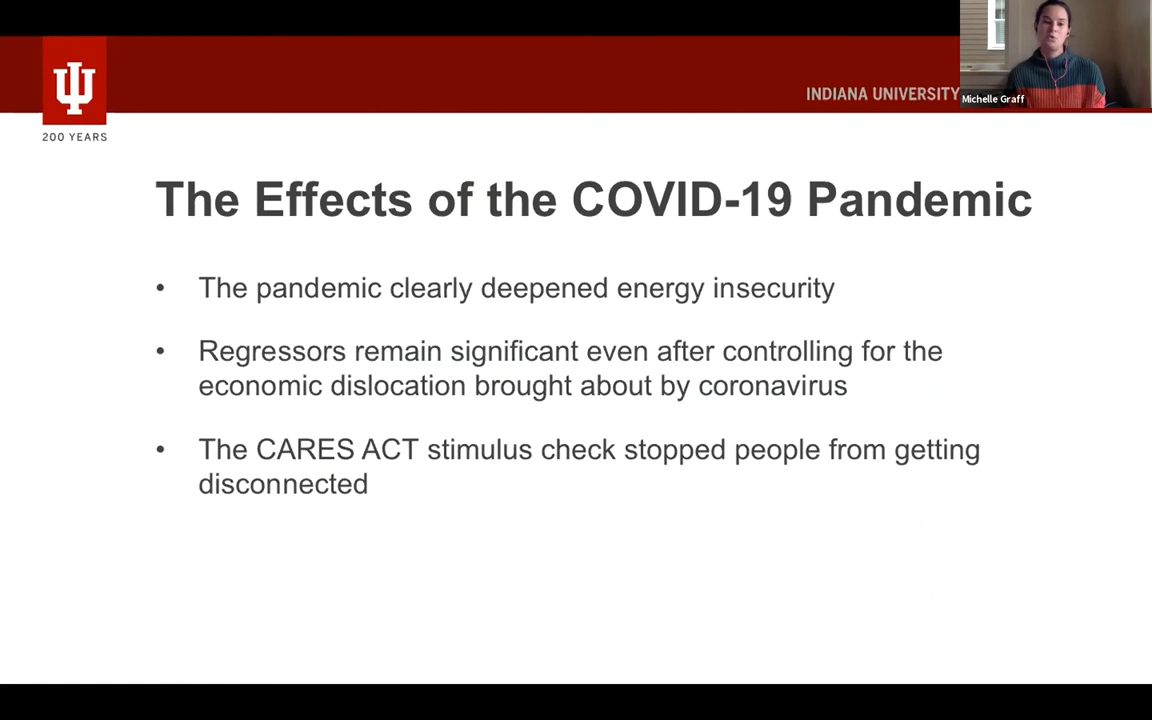 INDIANA UNIVERSITY
Michelle Graff
200 YEARS
The Effects of the COVID-19 Pandemic
• The pandemic clearly deepened energy insecurity
• Regressors remain significant even after controlling for the
economic dislocation brought about by coronavirus
• The CARES ACT stimulus check stopped people from getting
disconnected